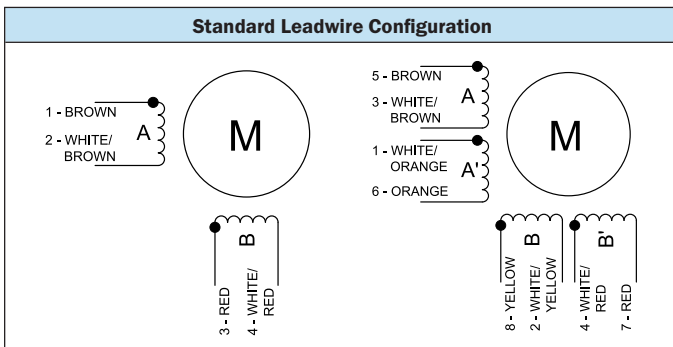 Standard Leadwire Configuration
1 - BROWN
2 - WHITE/
BROWN
A
M
B
3 - RED
4 - WHITE/
RED
5 - BROWN
3 - WHITE/
BROWN
A
1 - WHITE/
ORANGE
6 - ORANGE
A'
M
B
B'
8 - YELLOW
2 - WHITE/
YELLOW
4 - WHITE/
RED
7 - RED